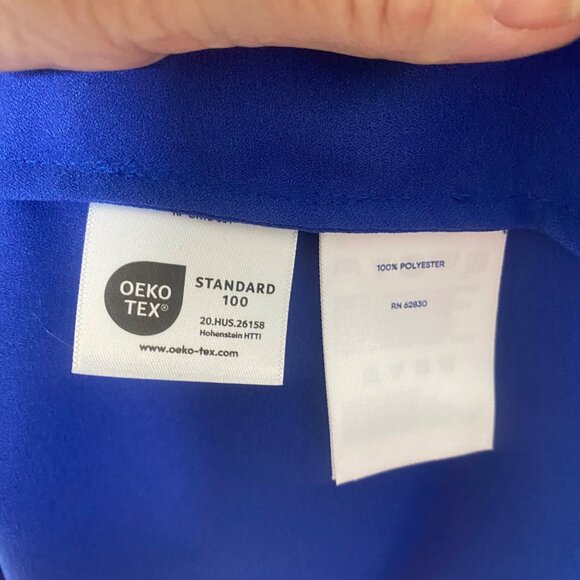 OEKO
TEX®
STANDARD
100
20.HUS.26158
Hohenstein HTTI
www.oeko-tex.com
100% POLYESTER
RN 62830